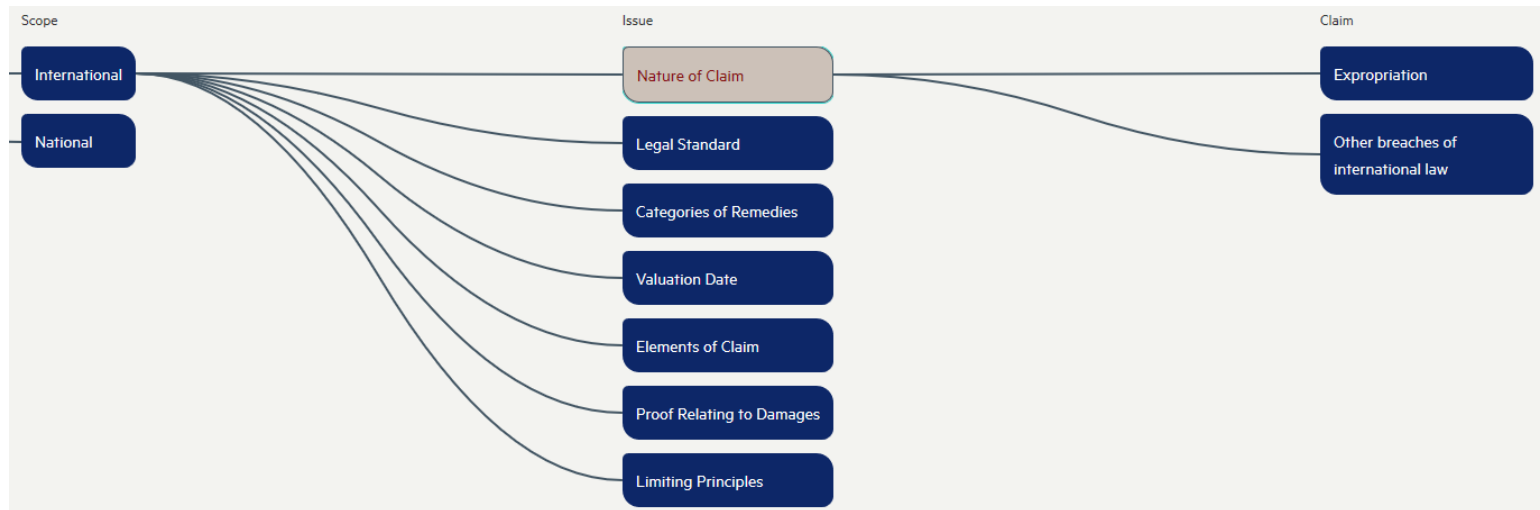 Scope
Issue
Claim
International
National
Nature of Claim
Legal Standard
Categories of Remedies
Valuation Date
Elements of Claim
Proof Relating to Damages
Limiting Principles
Expropriation
Other breaches of
international law